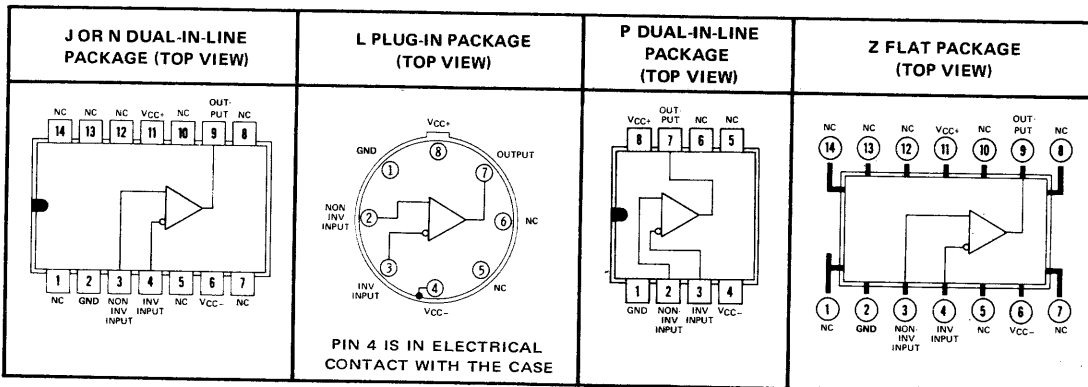 J OR N DUAL-IN-LINE
PACKAGE (TOP VIEW)
NC NC NC VCC+ NC OUT-
PUT NC
14 13 12 11 10 9 8
1 2 3 4 5 6 7
NC GND NON
INV
INPUT INV
INPUT NC VCC− NC
L PLUG-IN PACKAGE
(TOP VIEW)
VCC+
8
GND
1
OUTPUT
7
NON
INV
INPUT
2
6
NC
3
INV
INPUT
5
NC
4
VCC−
PIN 4 IS IN ELECTRICAL
CONTACT WITH THE CASE
P DUAL-IN-LINE
PACKAGE
(TOP VIEW)
VCC+ OUT-
PUT NC NC
8 7 6 5
1 2 3 4
GND NON-
INV
INPUT INV
INPUT VCC−
Z FLAT PACKAGE
(TOP VIEW)
NC NC NC VCC+ NC OUT-
PUT NC
14 13 12 11 10 9 8
1 2 3 4 5 6 7
NC GND NON-
INV
INPUT INV
INPUT NC VCC− NC